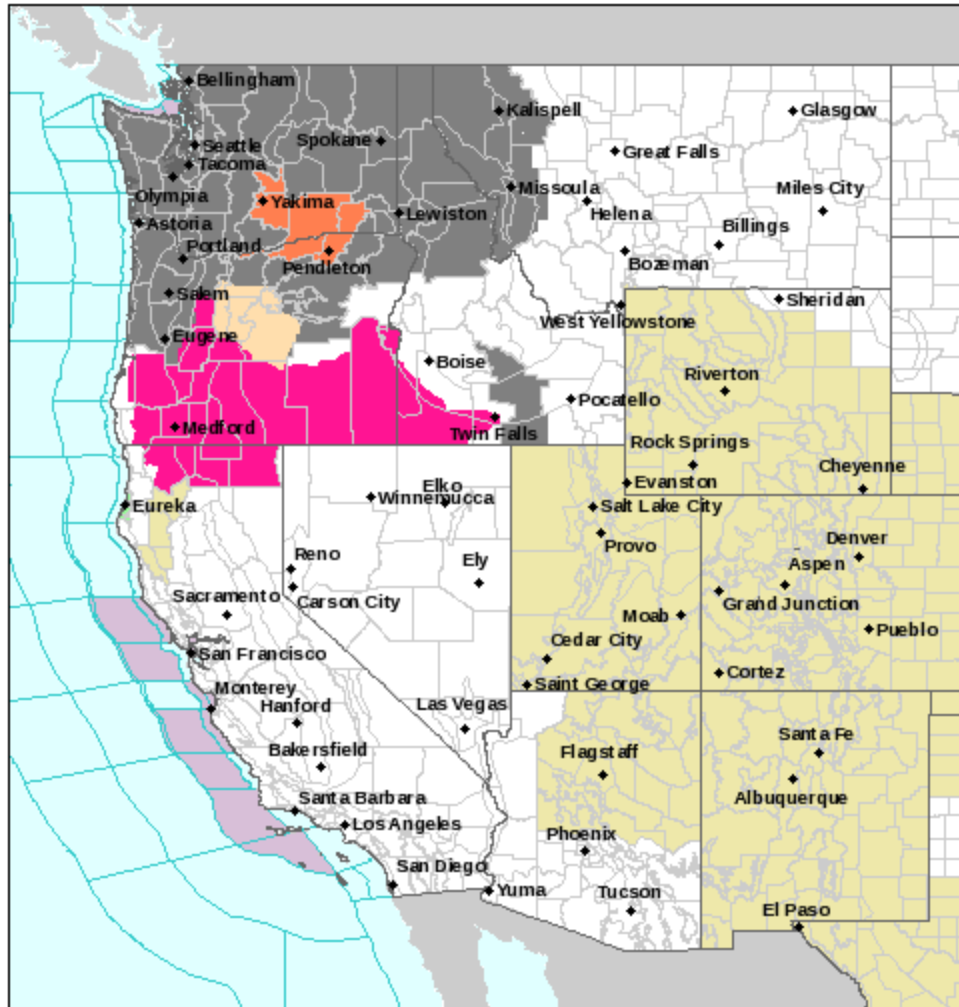 Bellingham
Kalispell
Glasgow
Seattle
Spokane
Great Falls
Tacoma
Olympia
Yakima
Missoula
Miles City
Helena
Lewiston
Astoria
Billings
Portland
Pendleton
Bozeman
Salem
Sheridan
West Yellowstone
Eugene
Boise
Riverton
Pocatello
Medford
Twin Falls
Rock Springs
Cheyenne
Evanston
Elko
Winnemucca
Eureka
Salt Lake City
Provo
Denver
Reno
Ely
Aspen
Sacramento
Carson City
Grand Junction
Moab
Pueblo
Cedar City
San Francisco
Cortez
Saint George
Monterey
Las Vegas
Hanford
Santa Fe
Bakersfield
Flagstaff
Albuquerque
Santa Barbara
Los Angeles
Phoenix
San Diego
Yuma
Tucson
El Paso